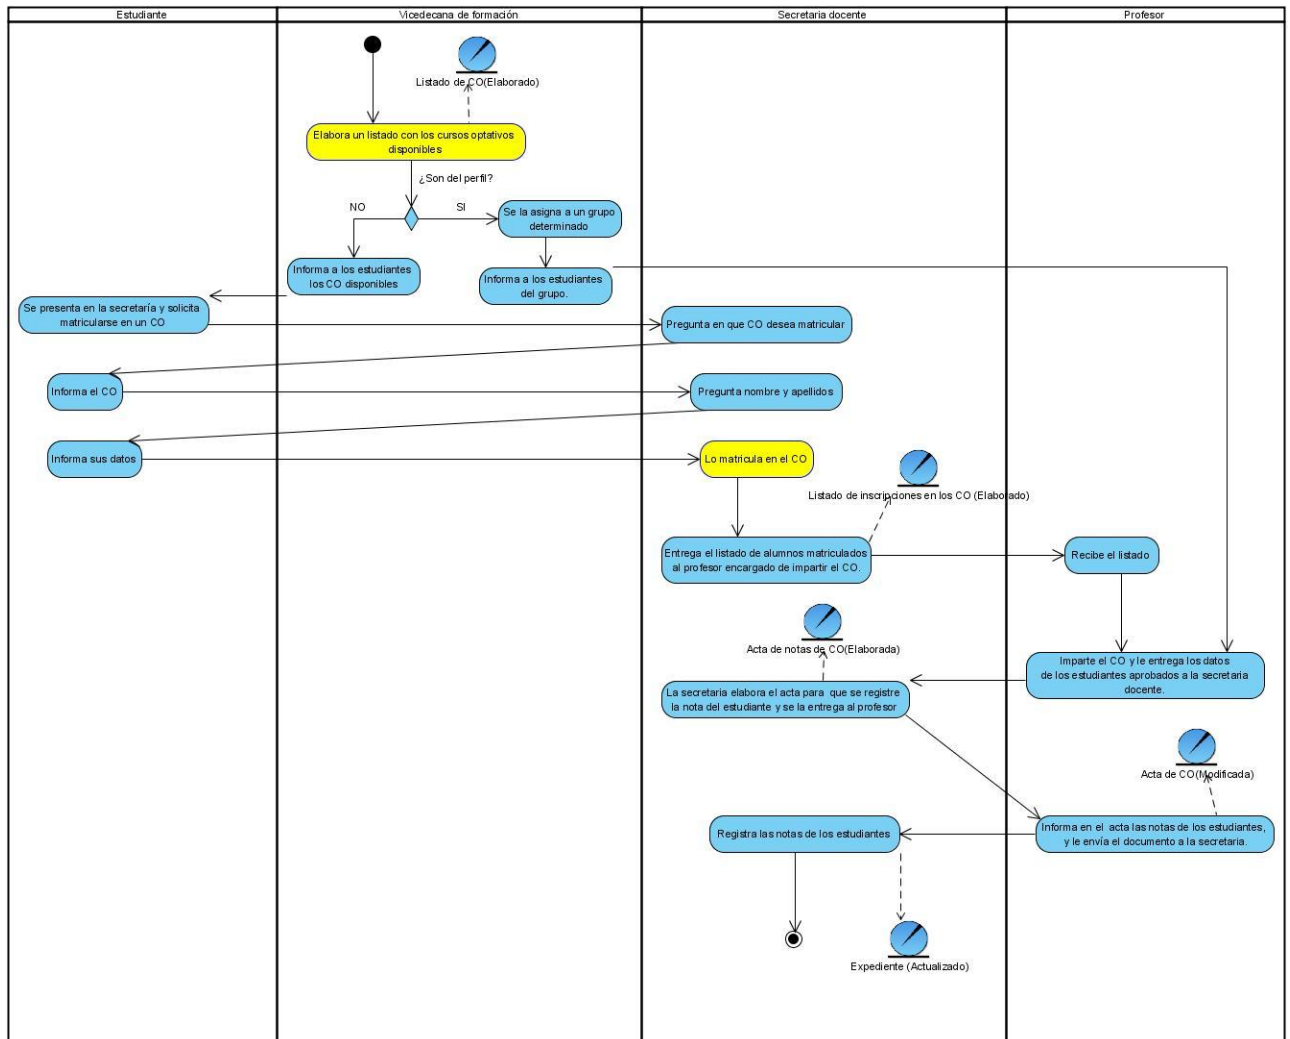 Estudiante
Vicedecana de formación
Secretaria docente
Profesor
Listado de CO(Elaborado)
Elabora un listado con los cursos optativos
disponibles
¿Son del perfil?
NO
SI
Se la asigna a un grupo
determinado
Informa a los estudiantes
los CO disponibles
Informa a los estudiantes
del grupo.
Se presenta en la secretaría y solicita
matricularse en un CO
Pregunta en que CO desea matricular
Informa el CO
Pregunta nombre y apellidos
Informa sus datos
Lo matricula en el CO
Listado de inscripciones en los CO (Elaborado)
Entrega el listado de alumnos matriculados
al profesor encargado de impartir el CO.
Recibe el listado
Acta de notas de CO(Elaborada)
Imparte el CO y le entrega los datos
de los estudiantes aprobados a la secretaria
docente.
La secretaria elabora el acta para que se registre
la nota del estudiante y se la entrega al profesor
Acta de CO(Modificada)
Registra las notas de los estudiantes
Informa en el acta las notas de los estudiantes,
y le envía el documento a la secretaria.
Expediente (Actualizado)